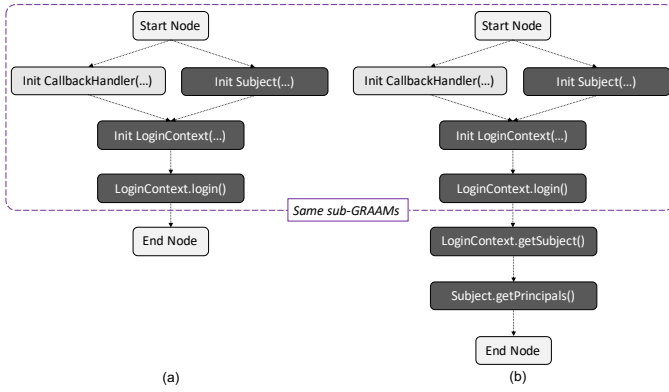 Start Node
Init CallbackHandler(…)
Init Subject(…)
Init LoginContext(…)
LoginContext.login()
End Node
(a)
Start Node
Init CallbackHandler(…)
Init Subject(…)
Init LoginContext(…)
LoginContext.login()
Same sub-GRAAMs
LoginContext.getSubject()
Subject.getPrincipals()
End Node
(b)